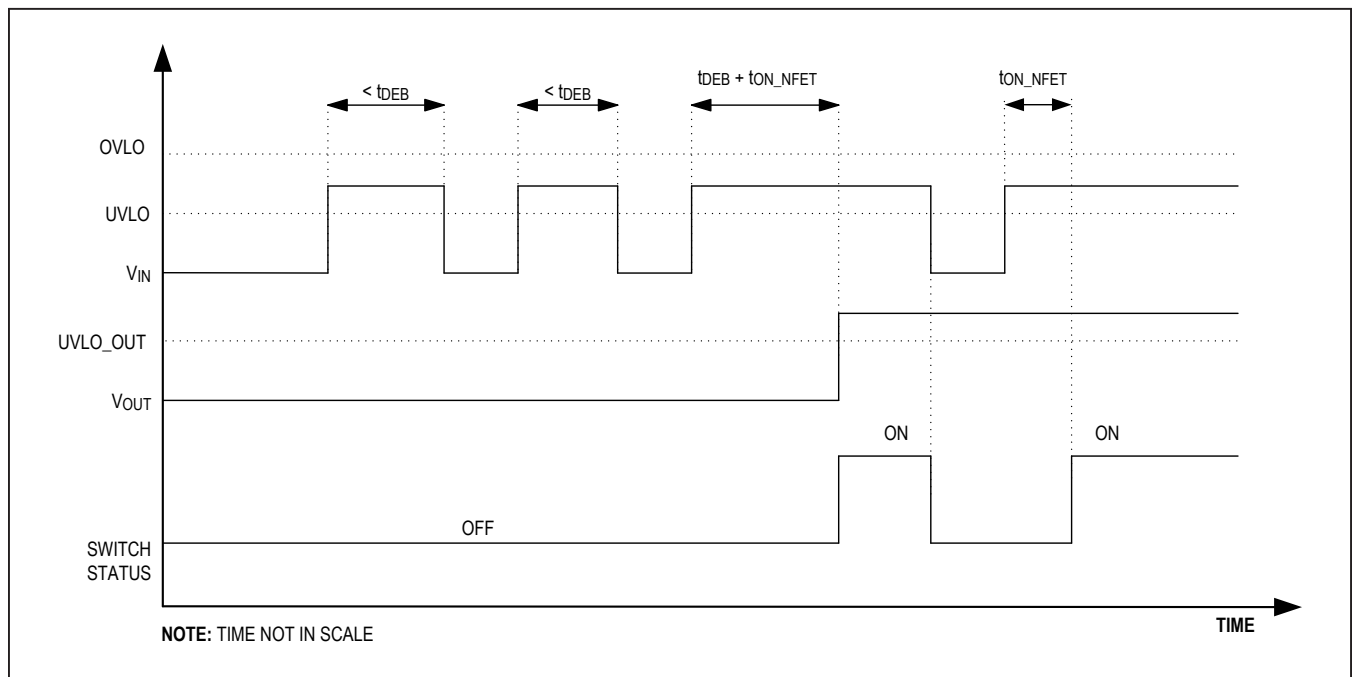 < tDEB
< tDEB
tDEB + tON_NFET
tON_NFET
OVLO
UVLO
VIN
UVLO_OUT
VOUT
ON
ON
OFF
SWITCH
STATUS
TIME
NOTE: TIME NOT IN SCALE